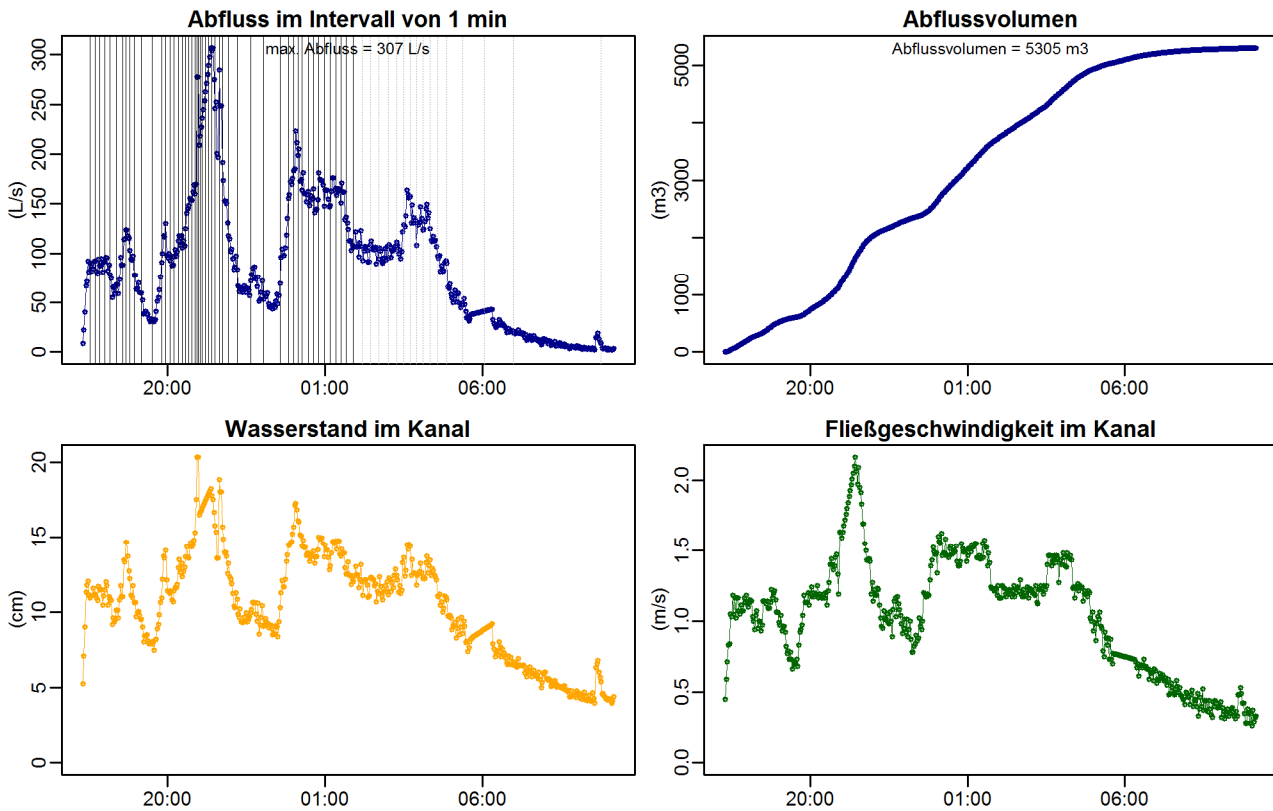 Abfluss im Intervall von 1 min
max. Abfluss = 307 L/s
(L/s)
0 50 100 150 200 250 300
20:00 01:00 06:00
Abflussvolumen
Abflussvolumen = 5305 m3
(m3)
0 1000 3000 5000
20:00 01:00 06:00
Wasserstand im Kanal
(cm)
0 5 10 15 20
20:00 01:00 06:00
Fließgeschwindigkeit im Kanal
(m/s)
0.0 0.5 1.0 1.5 2.0
20:00 01:00 06:00